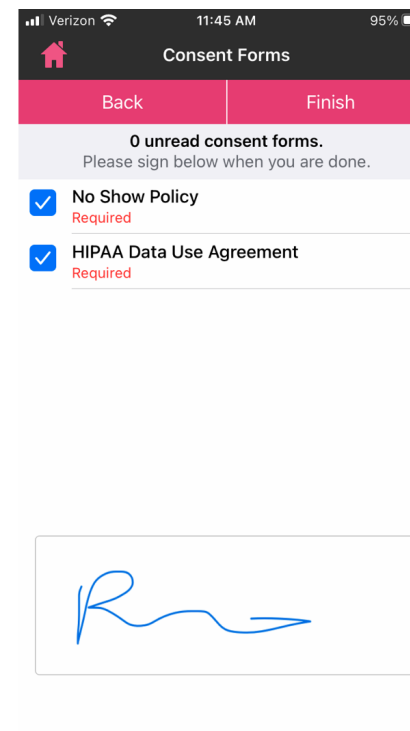 Verizon 11:45 AM 95%
Consent Forms
Back Finish
0 unread consent forms.
Please sign below when you are done.
No Show Policy
Required
HIPAA Data Use Agreement
Required